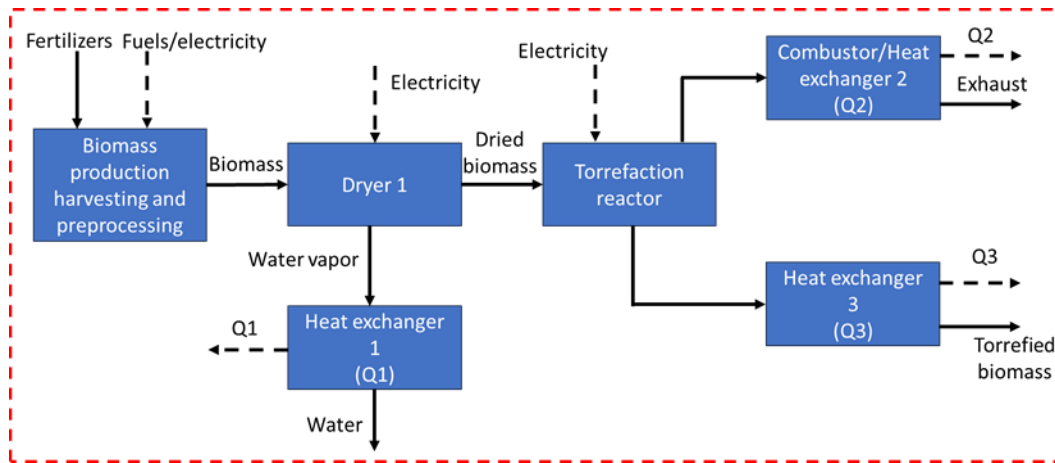 Fertilizers
Fuels/electricity
Biomass
production
harvesting and
preprocessing
Biomass
Electricity
Dryer 1
Water vapor
Q1
Heat exchanger
1
(Q1)
Water
Dried
biomass
Electricity
Torrefaction
reactor
Combustor/Heat
exchanger 2
(Q2)
Q2
Exhaust
Heat exchanger
3
(Q3)
Q3
Torrefied
biomass